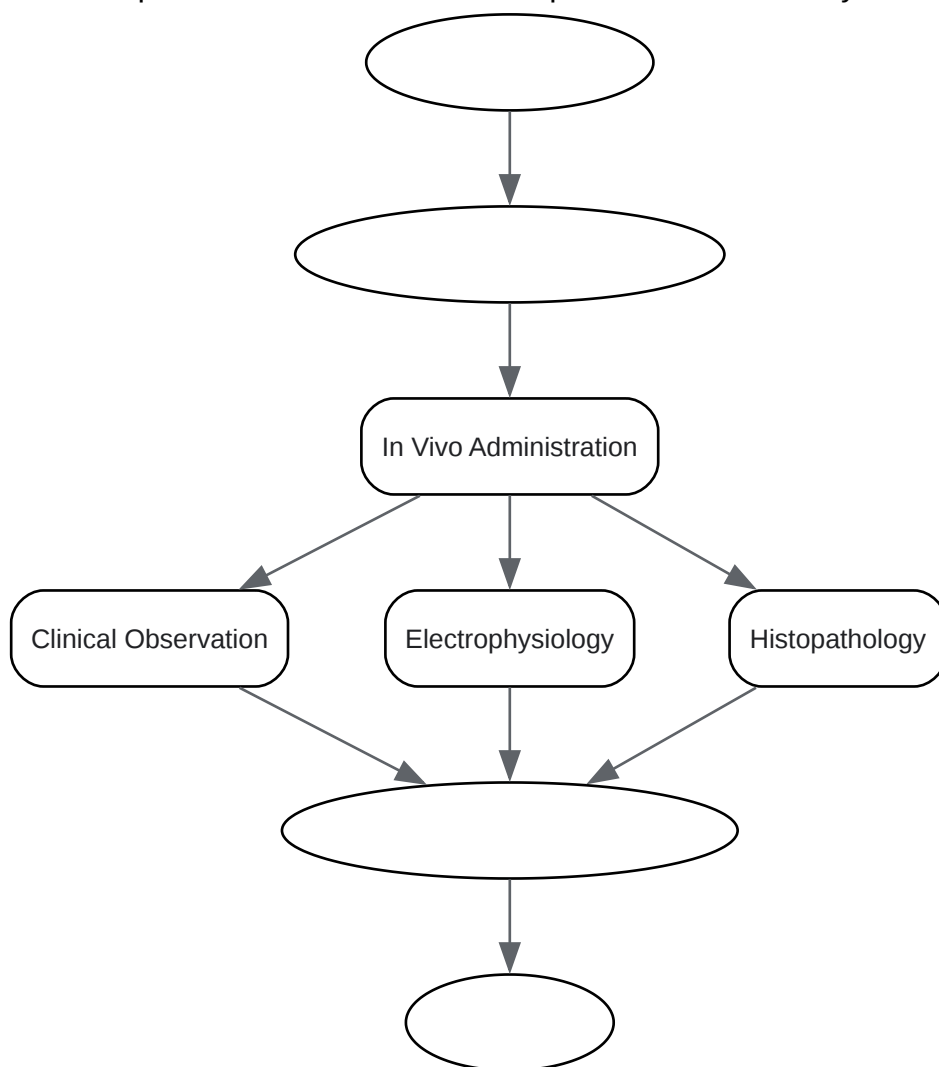 In Vivo Administration
Clinical Observation
Electrophysiology
Histopathology